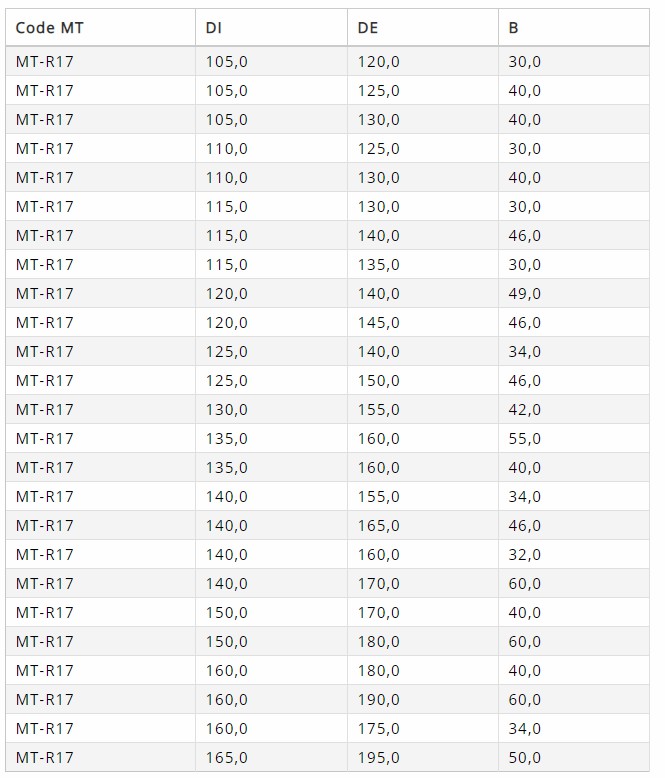 Code MT DI DE B
MT-R17 105,0 120,0 30,0
MT-R17 105,0 125,0 40,0
MT-R17 105,0 130,0 40,0
MT-R17 110,0 125,0 30,0
MT-R17 110,0 130,0 40,0
MT-R17 115,0 130,0 30,0
MT-R17 115,0 140,0 46,0
MT-R17 115,0 135,0 30,0
MT-R17 120,0 140,0 49,0
MT-R17 120,0 145,0 46,0
MT-R17 125,0 140,0 34,0
MT-R17 125,0 150,0 46,0
MT-R17 130,0 155,0 42,0
MT-R17 135,0 160,0 55,0
MT-R17 135,0 160,0 40,0
MT-R17 140,0 155,0 34,0
MT-R17 140,0 165,0 46,0
MT-R17 140,0 160,0 32,0
MT-R17 140,0 170,0 60,0
MT-R17 150,0 170,0 40,0
MT-R17 150,0 180,0 60,0
MT-R17 160,0 180,0 40,0
MT-R17 160,0 190,0 60,0
MT-R17 160,0 175,0 34,0
MT-R17 165,0 195,0 50,0